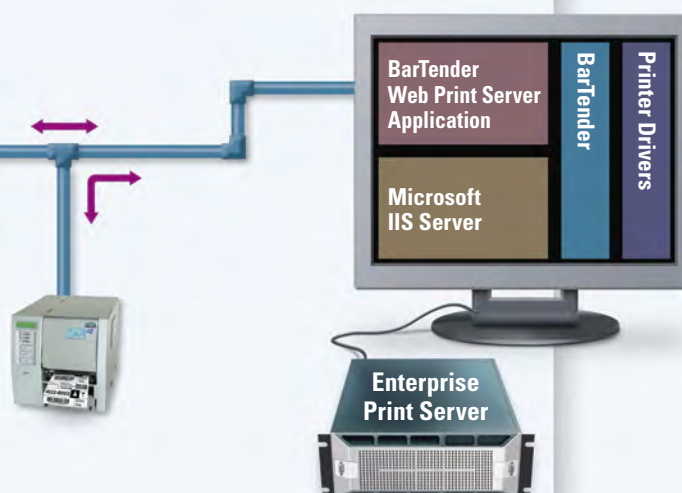 BarTender
Web Print Server
Application
Microsoft
IIS Server
BarTender
Printer Drivers
Enterprise
Print Server